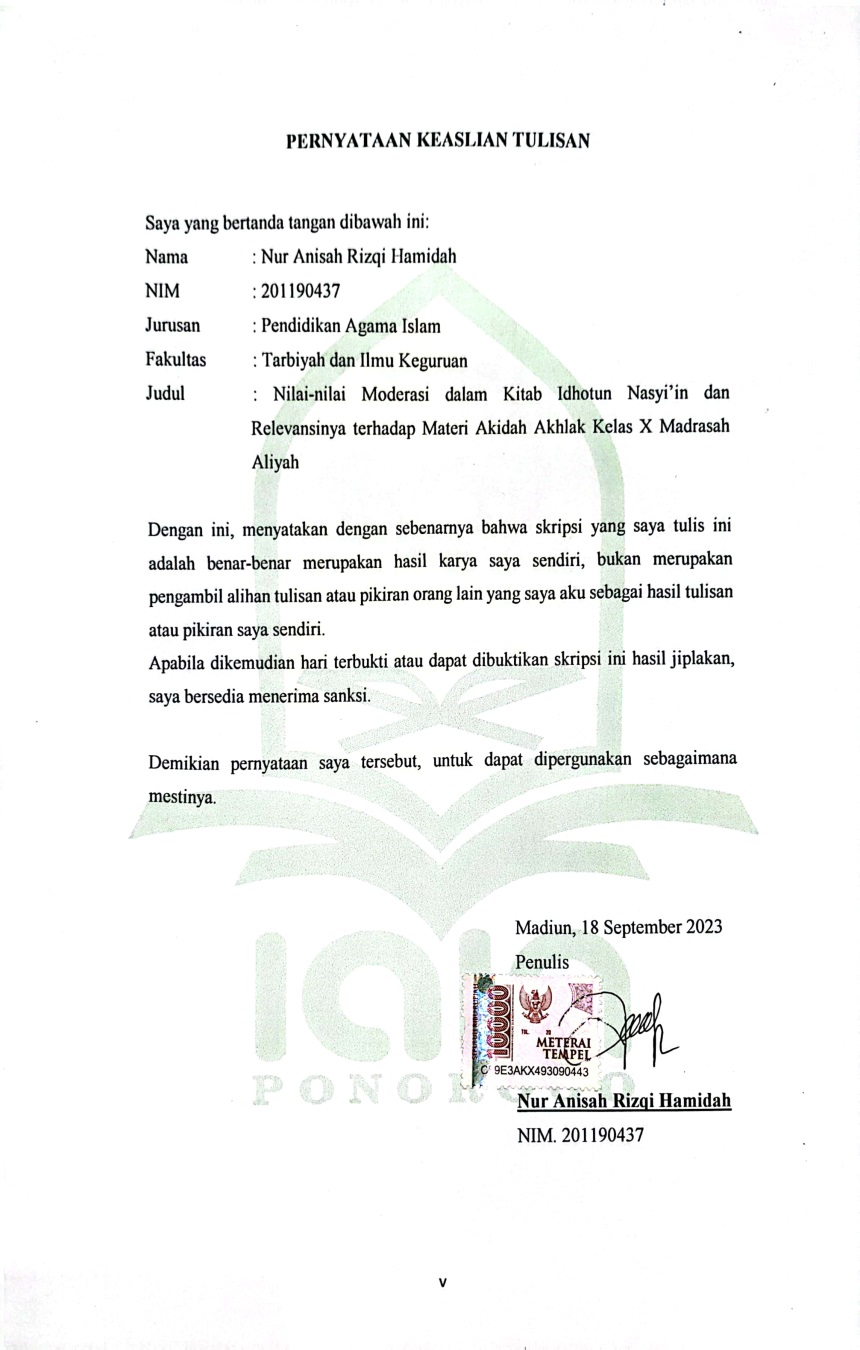 PERNYATAAN KEASLIAN TULISAN
Saya yang bertanda tangan dibawah ini:
Nama : Nur Anisah Rizqi Hamidah
NIM : 201190437
Jurusan : Pendidikan Agama Islam
Fakultas : Tarbiyah dan Ilmu Keguruan
Judul : Nilai-nilai Moderasi dalam Kitab Idhotun Nasyi'in dan
Relevansinya terhadap Materi Akidah Akhlak Kelas X Madrasah
Aliyah
Dengan ini, menyatakan dengan sebenarnya bahwa skripsi yang saya tulis ini
adalah benar-benar merupakan hasil karya saya sendiri, bukan merupakan
pengambil alihan tulisan atau pikiran orang lain yang saya aku sebagai hasil tulisan
atau pikiran saya sendiri.
Apabila dikemudian hari terbukti atau dapat dibuktikan skripsi ini hasil jiplakan,
saya bersedia menerima sanksi.
Demikian pernyataan saya tersebut, untuk dapat dipergunakan sebagaimana
mestinya.
Madiun, 18 September 2023
Penulis
10000
METERAI
TEMPEL
9E3AKX493090443
iain
PONOROGO
Nur Anisah Rizqi Hamidah
NIM. 201190437
v